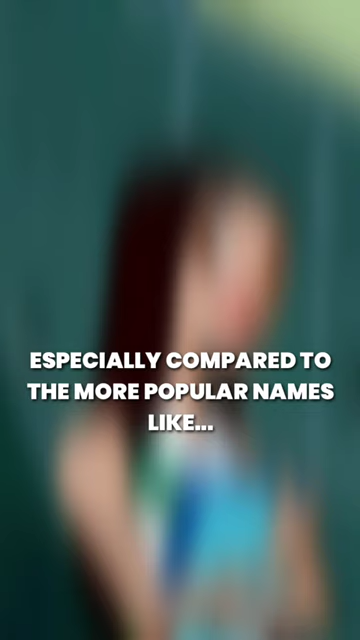 ESPECIALLY COMPARED TO
THE MORE POPULAR NAMES
LIKE...